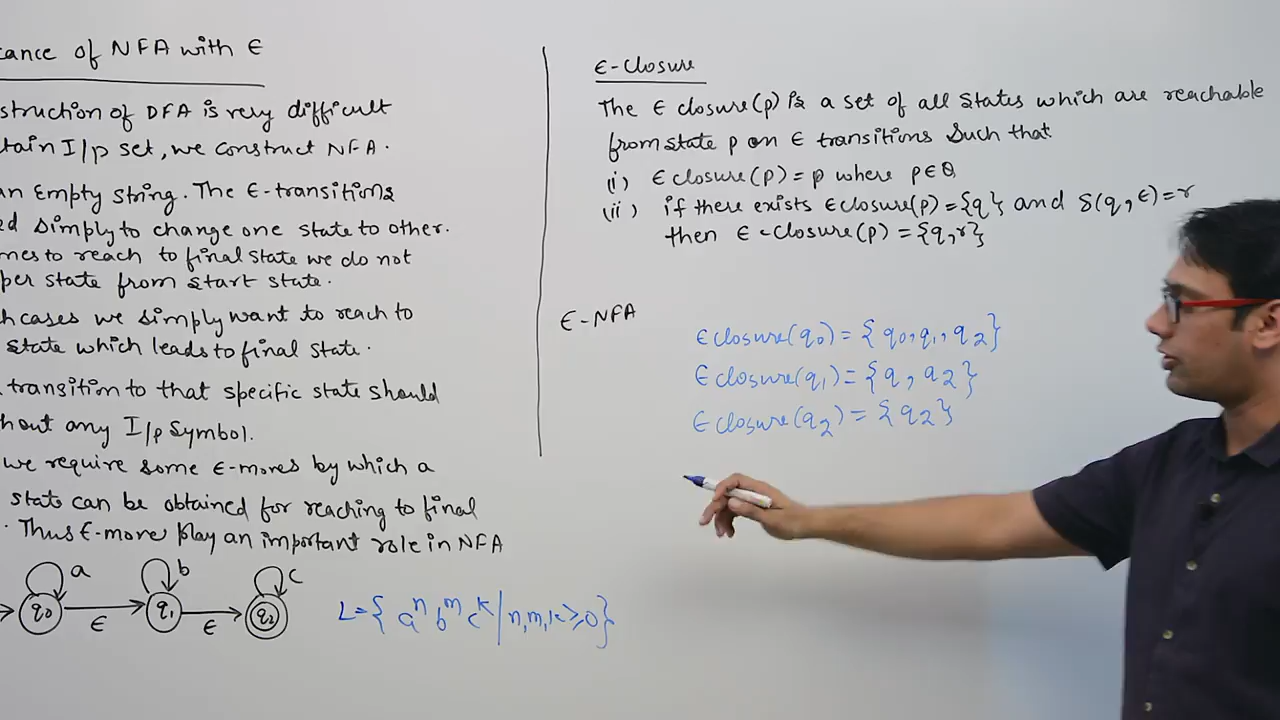 tance of NFA with ϵ
struction of DFA is very difficult
tain I/p set, we construct NFA.
an Empty string. The ϵ-transitions
ed simply to change one state to other.
mes to reach to final state we do not
per state from start state.
h cases we simply want to reach to
state which leads to final state.
transition to that specific state should
hout any I/p symbol.
we require some ϵ-moves by which a
state can be obtained for reaching to final
. Thus ϵ-move play an important role in NFA
a b c
q0 ϵ q1 ϵ q2
L = { aⁿ bᵐ cᵏ | n,m,k ≥ 0 }
ϵ-closure
The ϵ closure(p) is a set of all states which are reachable
from state p on ϵ transitions such that
(i) ϵ closure(p) = p where p∈Q
(ii) if there exists ϵ closure(p) = {q} and δ(q, ϵ) = r
then ϵ-closure(p) = {q, r}
ϵ-NFA
ϵ closure(q0) = { q0, q1, q2 }
ϵ closure(q1) = { q, q2 }
ϵ closure(q2) = { q2 }